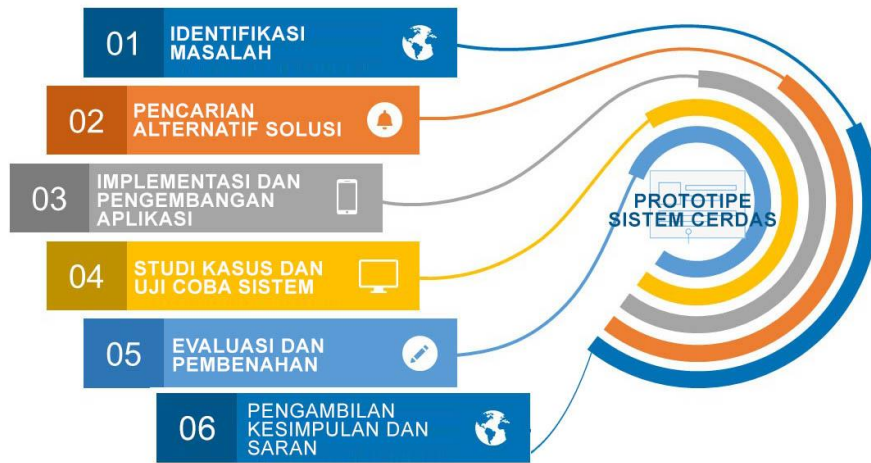 01
IDENTIFIKASI
MASALAH
02
PENCARIAN
ALTERNATIF SOLUSI
03
IMPLEMENTASI DAN
PENGEMBANGAN
APLIKASI
04
STUDI KASUS DAN
UJI COBA SISTEM
05
EVALUASI DAN
PEMBENAHAN
06
PENGAMBILAN
KESIMPULAN DAN
SARAN
PROTOTIPE
SISTEM CERDAS